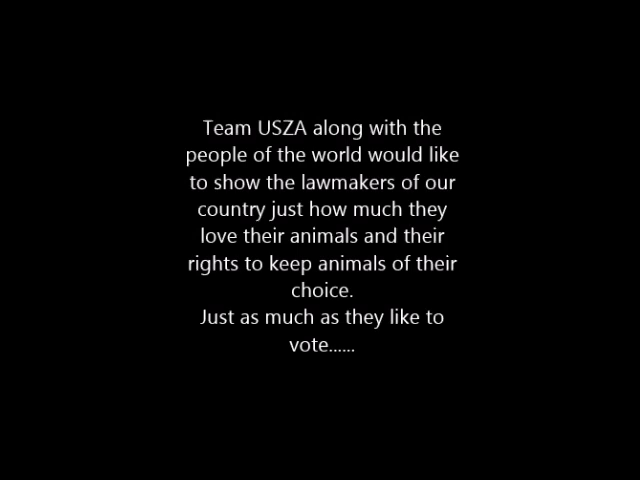 Team USZA along with the
people of the world would like
to show the lawmakers of our
country just how much they
love their animals and their
rights to keep animals of their
choice.
Just as much as they like to
vote......